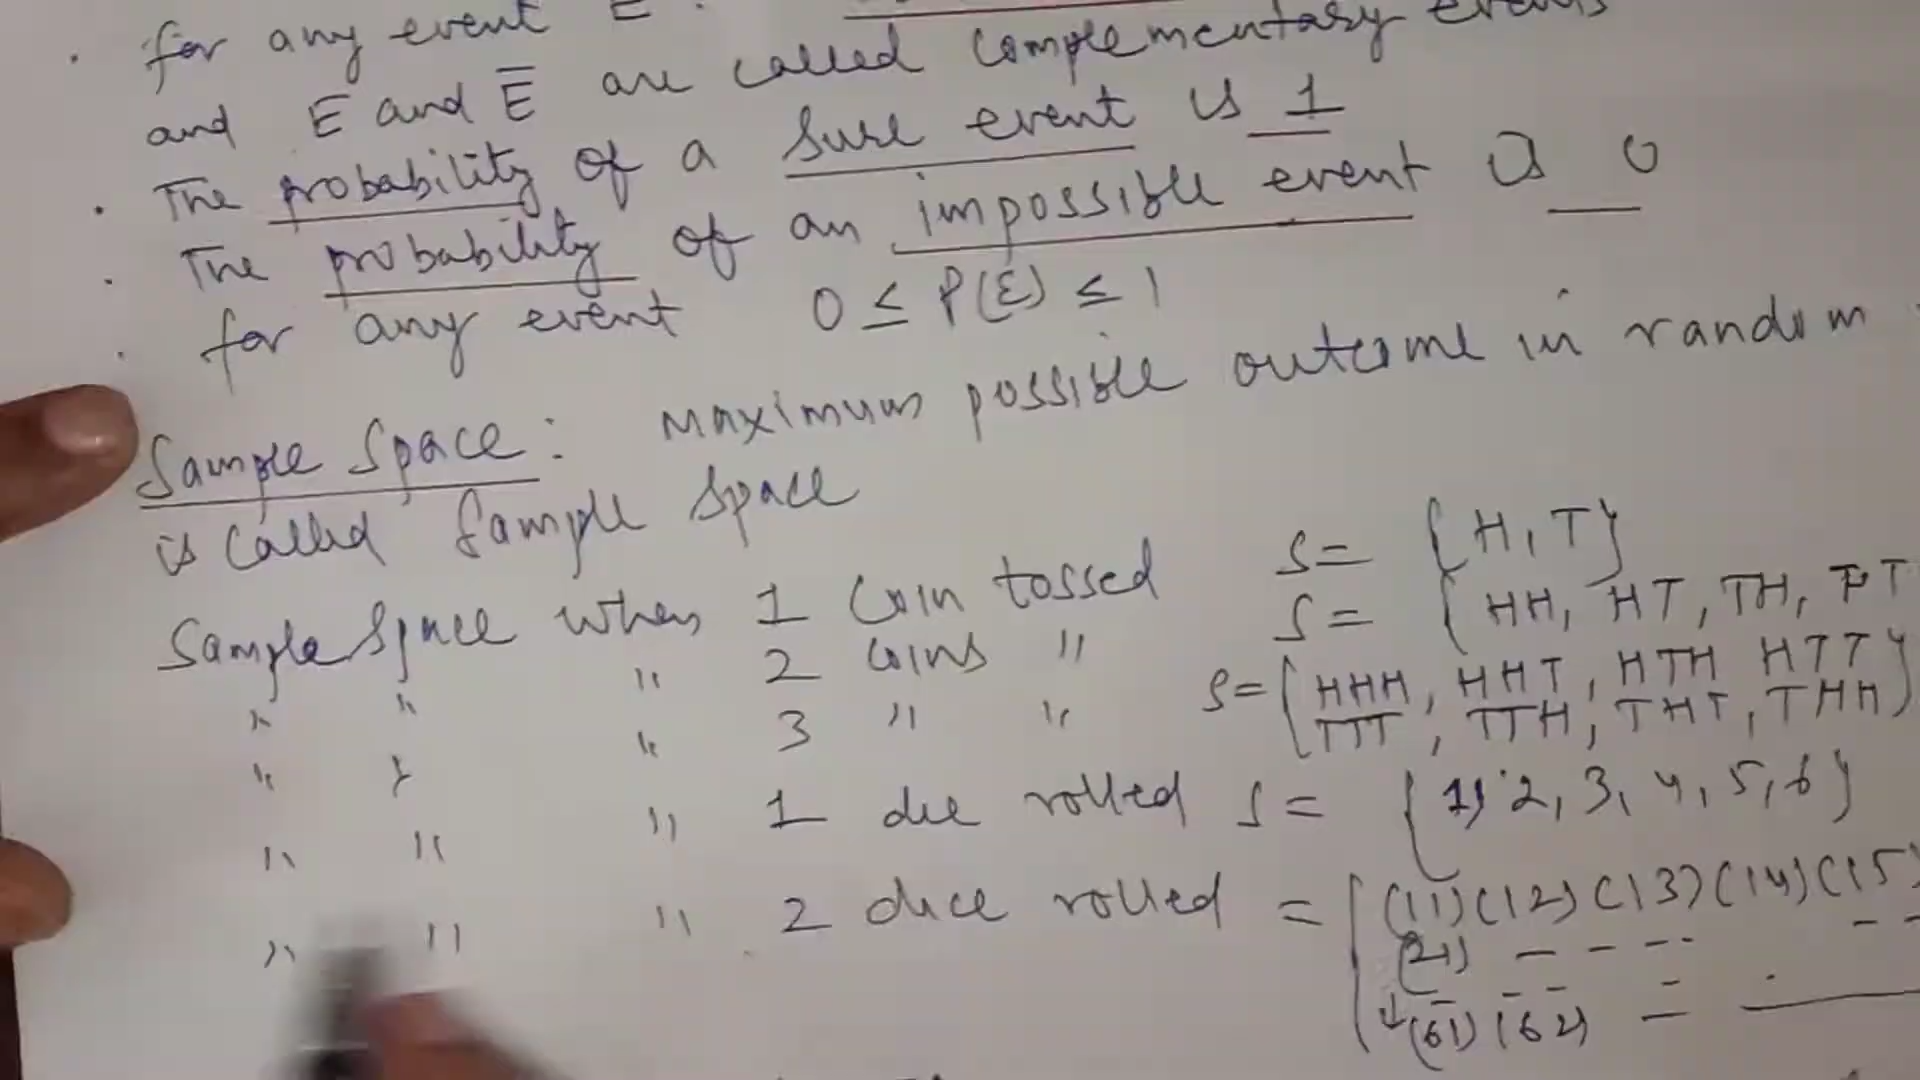 · for any event E
and E and E̅ are called complementary events
· The probability of a sure event is 1
· The probability of an impossible event is 0
· for any event 0 ≤ P(E) ≤ 1
Sample Space: Maximum possible outcome in random
is called Sample Space
Sample Space when 1 Coin tossed S= {H, T}
" " " 2 coins " S= {HH, HT, TH, TT
" " " 3 " " S= {HHH, HHT, HTH HTT
TTT, TTH, THT, THH}
" " " 1 die rolled S = {1, 2, 3, 4, 5, 6}
" " " 2 dice rolled = {(11)(12)(13)(14)(15)
(21) – – – –
↓ (61)(62) – –